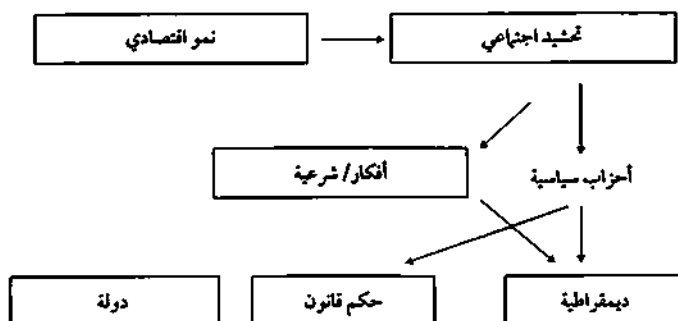 تحشيد اجتماعي
نمو اقتصادي
أفكار/ شرعية
أحزاب سياسية
ديمقراطية
حكم قانون
دولة